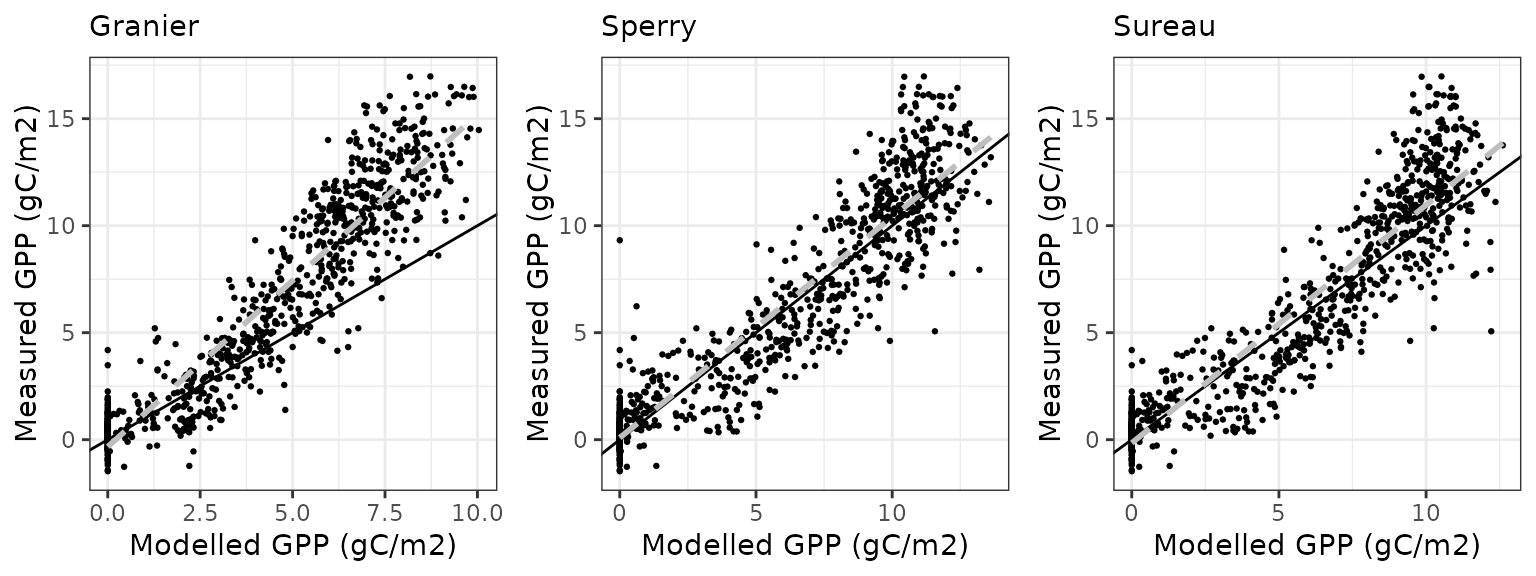 Granier
Measured GPP (gC/m2)
15
10
5
0
0.0 2.5 5.0 7.5 10.0
Modelled GPP (gC/m2)
Sperry
Measured GPP (gC/m2)
15
10
5
0
0 5 10
Modelled GPP (gC/m2)
Sureau
Measured GPP (gC/m2)
15
10
5
0
0 5 10
Modelled GPP (gC/m2)